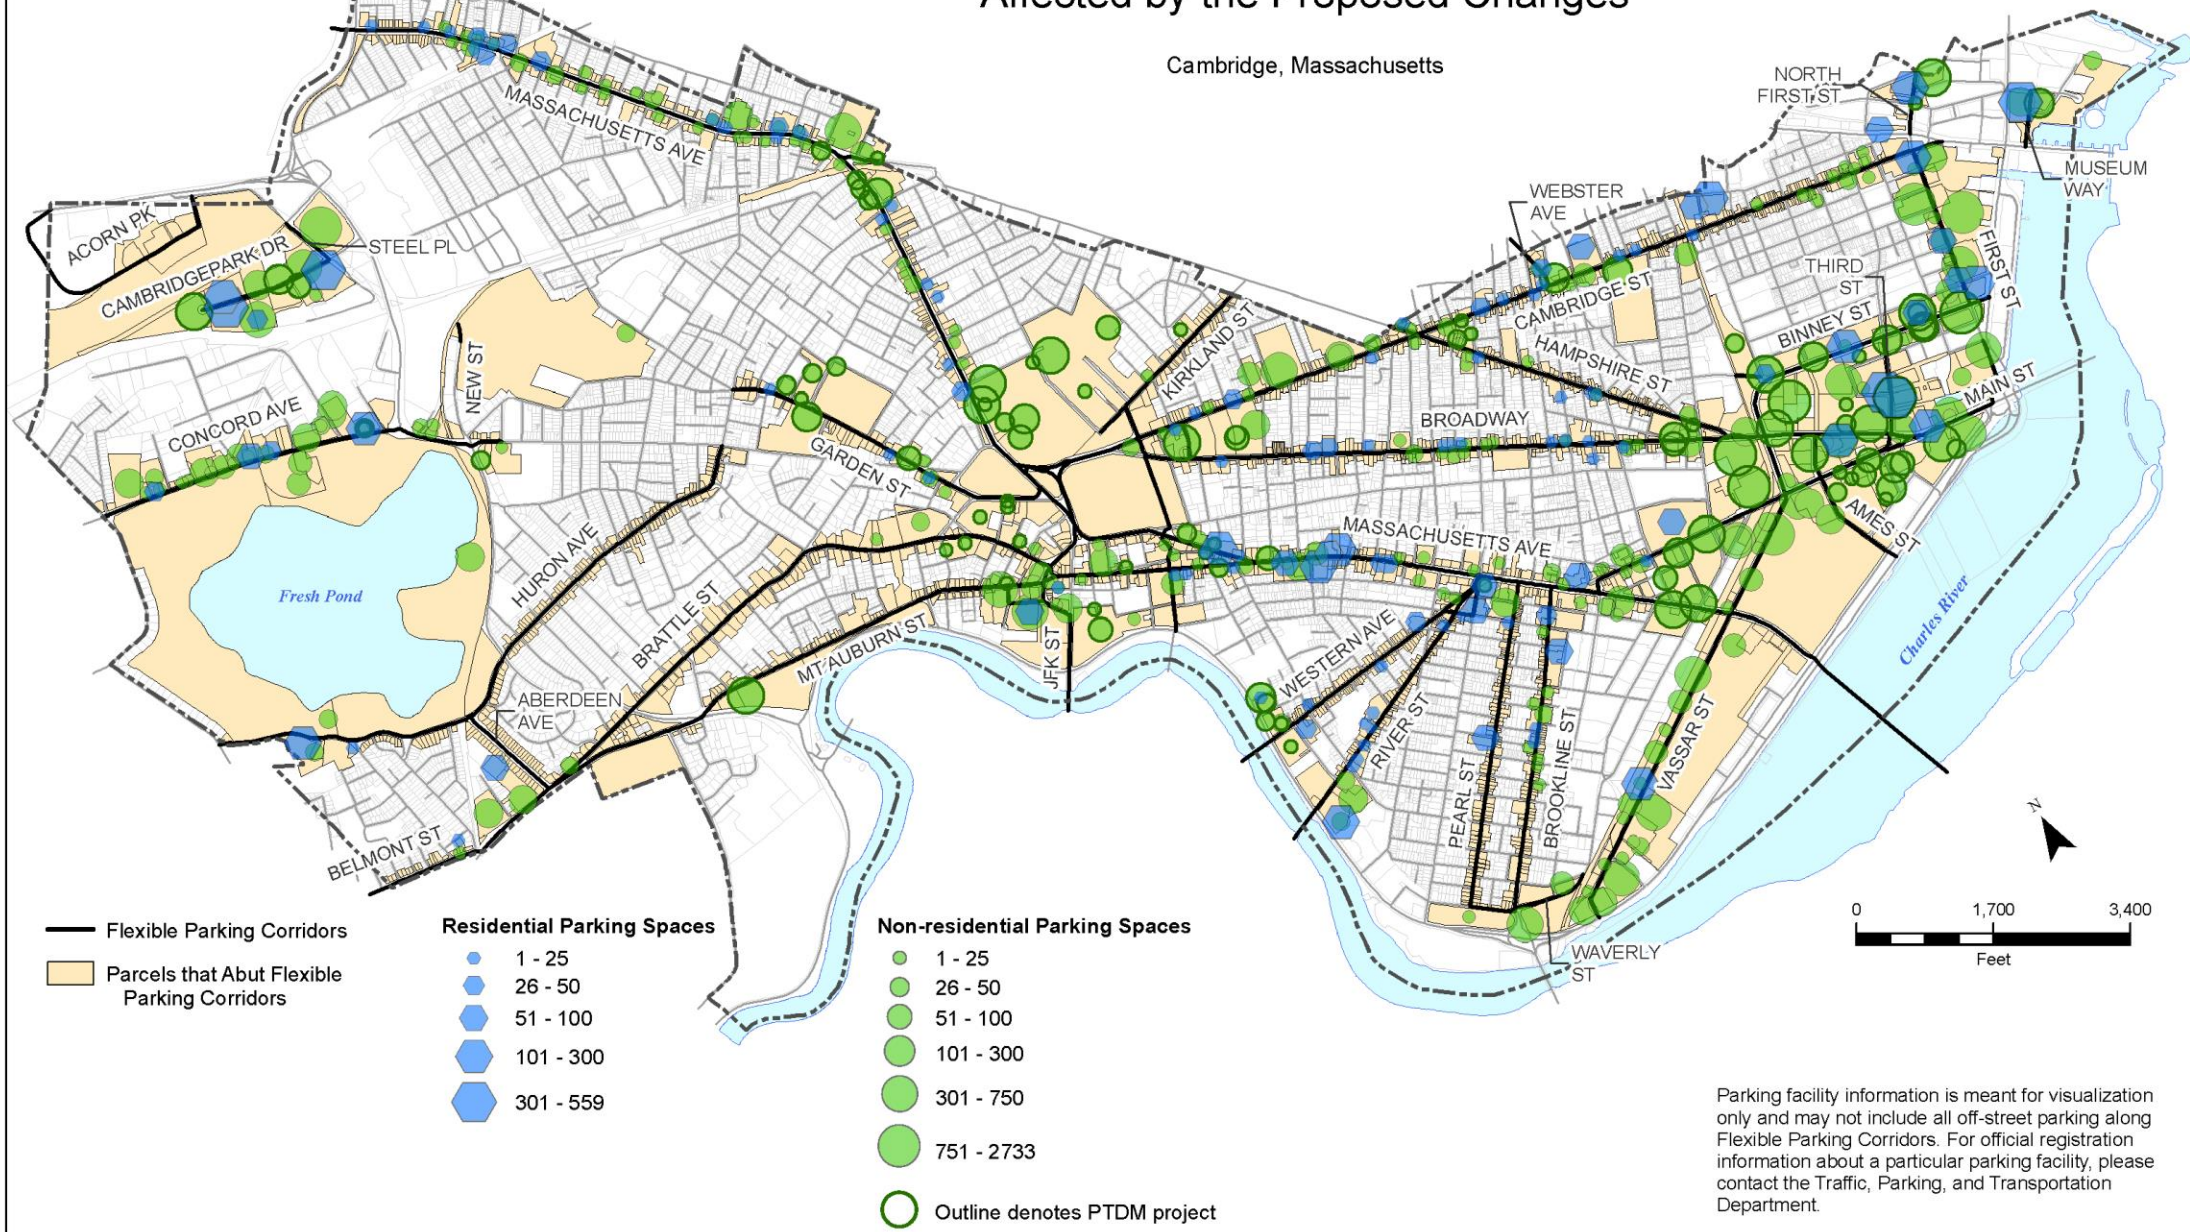 Affected by the Proposed Changes
Cambridge, Massachusetts
NORTH
FIRST ST
MUSEUM
WAY
MASSACHUSETTS AVE
WEBSTER
AVE
ACORN PK
STEEL PL
CAMBRIDGEPARK DR
FIRST ST
THIRD
ST
CAMBRIDGE ST
BINNEY ST
KIRKLAND ST
HAMPSHIRE ST
NEW ST
MAIN ST
CONCORD AVE
BROADWAY
GARDEN ST
AMES ST
MASSACHUSETTS AVE
HURON AVE
Fresh Pond
BRATTLE ST
Charles River
MT AUBURN ST
JFK ST
WESTERN AVE
ABERDEEN
AVE
RIVER ST
VASSAR ST
PEARL ST
BROOKLINE ST
BELMONT ST
WAVERLY
ST
N
0 1,700 3,400
Feet
Flexible Parking Corridors
Parcels that Abut Flexible
Parking Corridors
Residential Parking Spaces
1 - 25
26 - 50
51 - 100
101 - 300
301 - 559
Non-residential Parking Spaces
1 - 25
26 - 50
51 - 100
101 - 300
301 - 750
751 - 2733
Outline denotes PTDM project
Parking facility information is meant for visualization
only and may not include all off-street parking along
Flexible Parking Corridors. For official registration
information about a particular parking facility, please
contact the Traffic, Parking, and Transportation
Department.